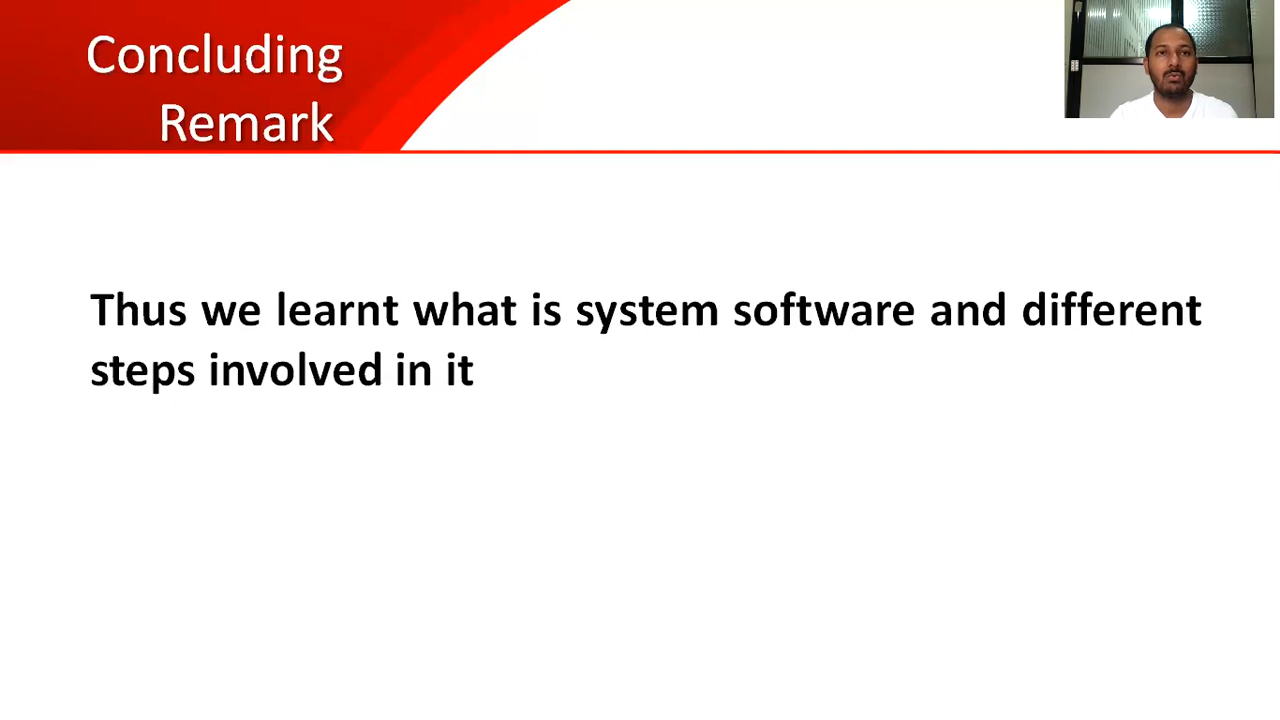 Concluding
Remark
Thus we learnt what is system software and different
steps involved in it